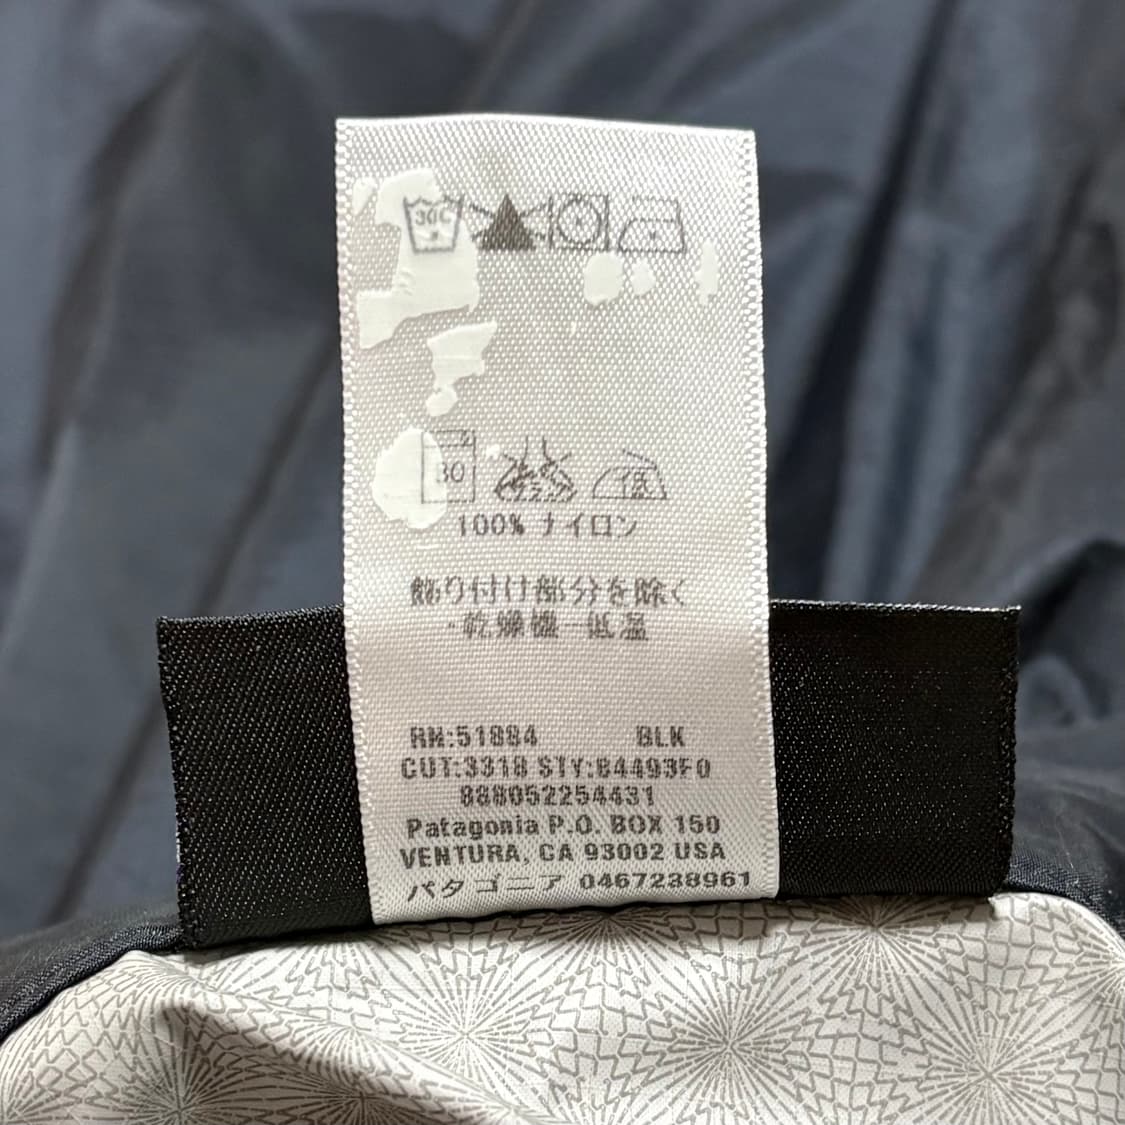 30C
30 低
100% ナイロン
飾り付け部分を除く
・乾燥機－低温
RN:51884 BLK
CUT:3318 STY:84493F0
888052254431
Patagonia P.O. BOX 150
VENTURA, CA 93002 USA
パタゴニア 0467238961